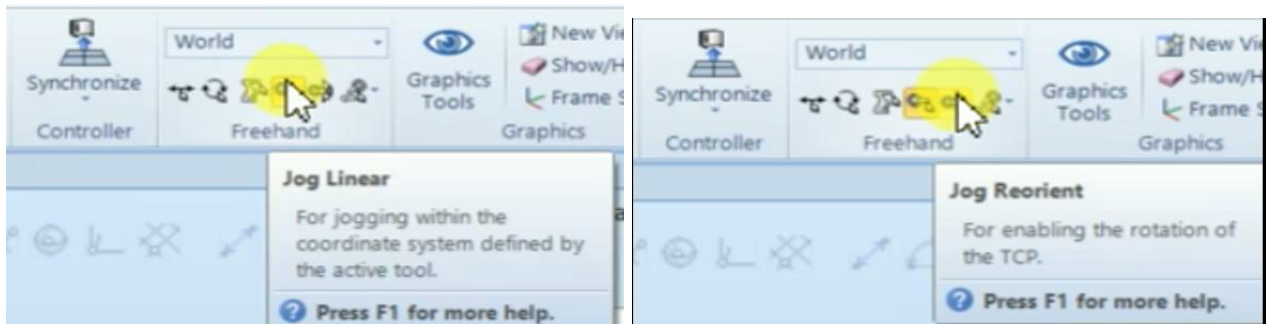 World
New Vie
Synchronize
Graphics
Tools
Show/H
Frame S
Controller
Freehand
Graphics
Jog Linear
For jogging within the
coordinate system defined by
the active tool.
Press F1 for more help.
World
New Vie
Synchronize
Graphics
Tools
Show/H
Frame S
Controller
Freehand
Graphics
Jog Reorient
For enabling the rotation of
the TCP.
Press F1 for more help.